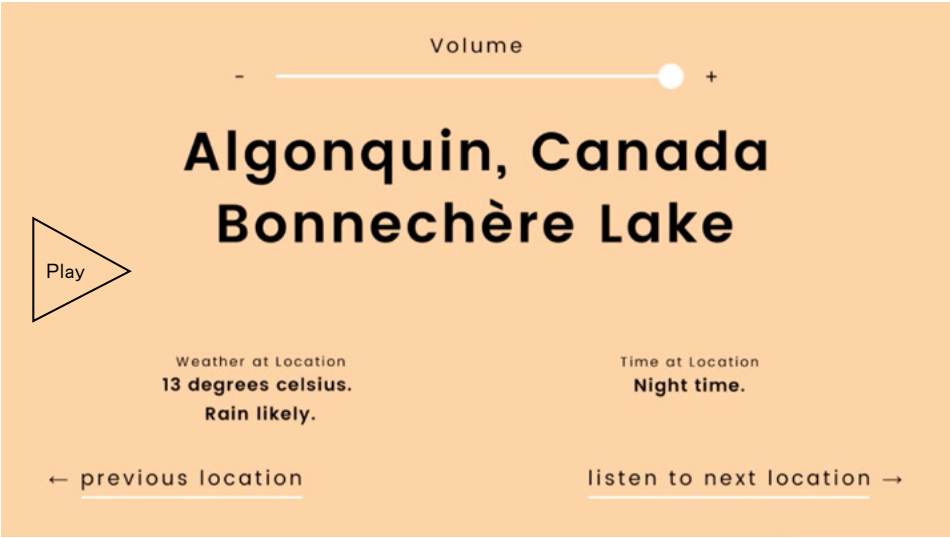 Volume
- +
Algonquin, Canada
Bonnechère Lake
Play
Weather at Location
13 degrees celsius.
Rain likely.
Time at Location
Night time.
← previous location
listen to next location →